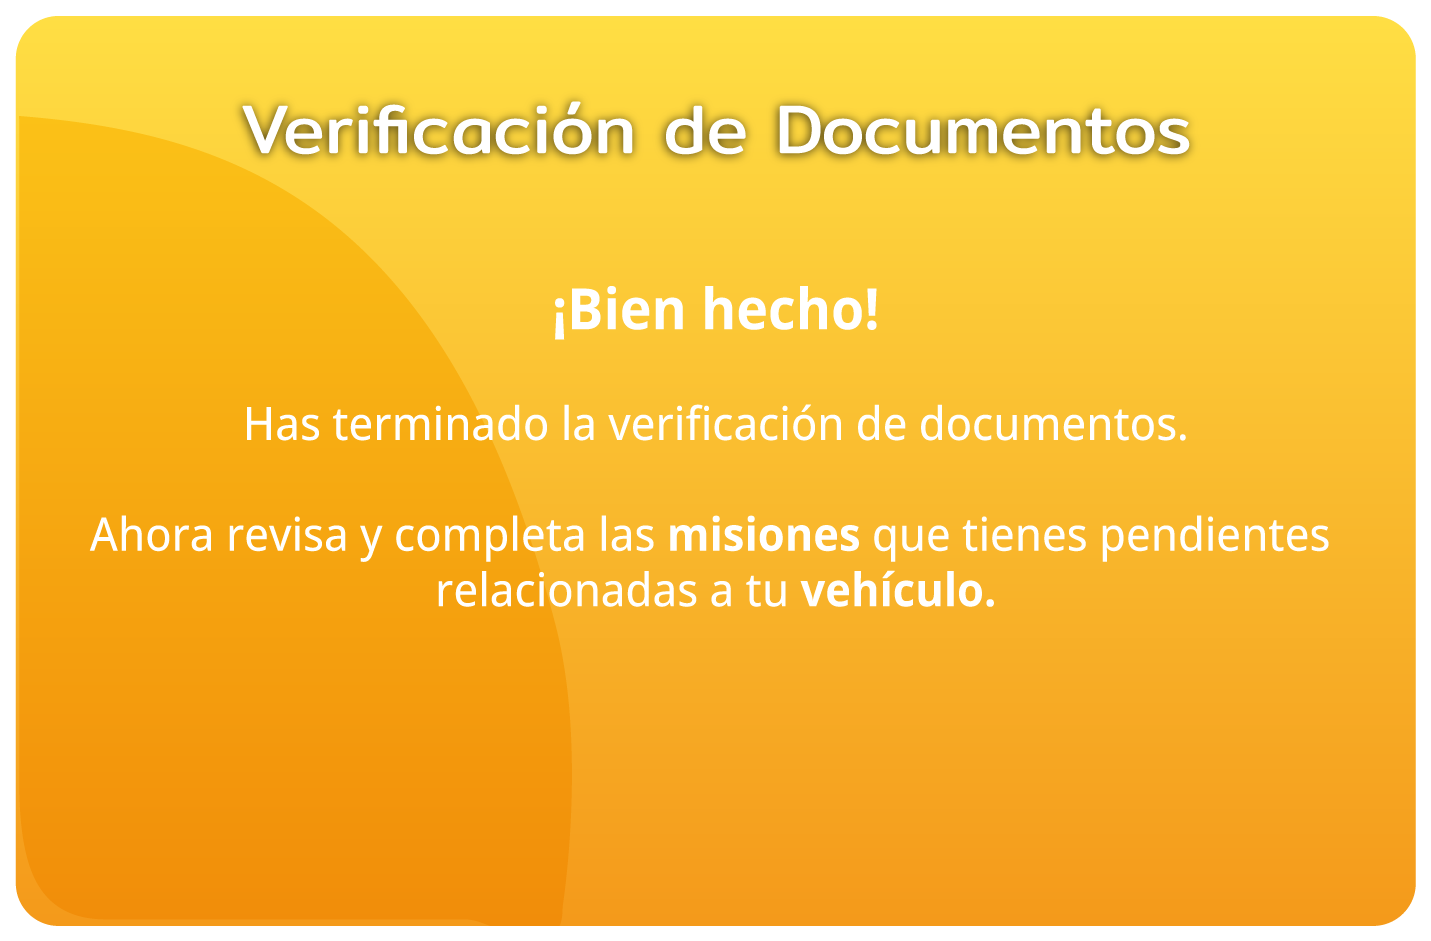 Verificación de Documentos
¡Bien hecho!
Has terminado la verificación de documentos.
Ahora revisa y completa las misiones que tienes pendientes
relacionadas a tu vehículo.